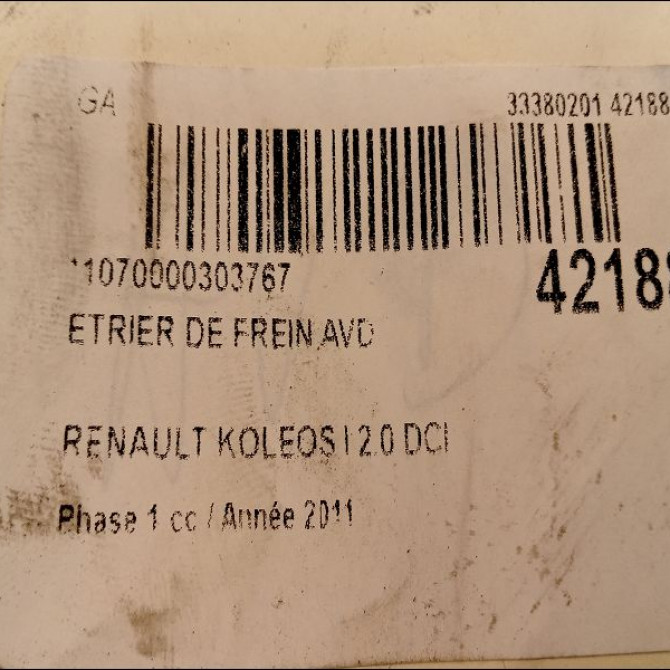 GA 33380201 42188
11070000303767
42188
ETRIER DE FREIN AVD
RENAULT KOLEOS I 2.0 DCI
Phase 1 cc / Année 2011